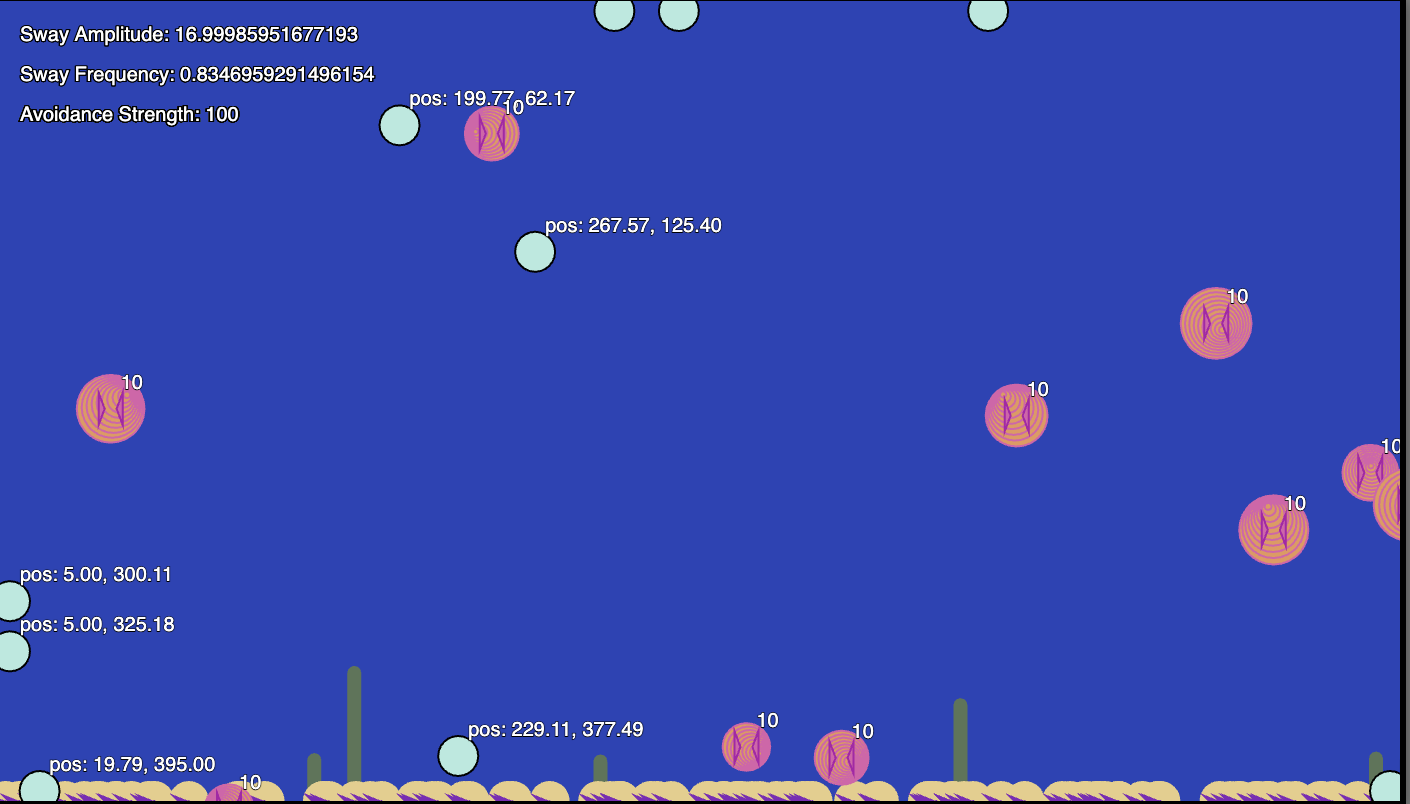 Sway Amplitude: 16.99985951677193
Sway Frequency: 0.8346959291496154
Avoidance Strength: 100
pos: 199.77, 62.17
10
pos: 267.57, 125.40
10
10
10
10
10
pos: 5.00, 300.11
pos: 5.00, 325.18
10
pos: 229.11, 377.49
10
pos: 19.79, 395.00
10